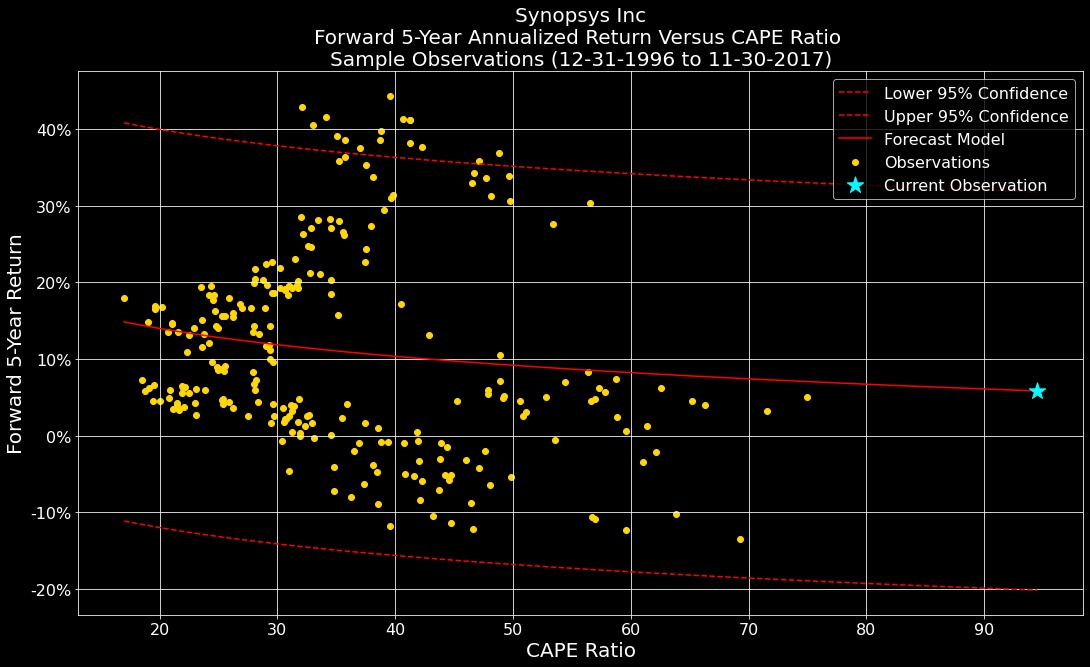 Synopsys Inc
Forward 5-Year Annualized Return Versus CAPE Ratio
Sample Observations (12-31-1996 to 11-30-2017)
Lower 95% Confidence
Upper 95% Confidence
Forecast Model
Observations
Current Observation
Forward 5-Year Return
40%
30%
20%
10%
0%
-10%
-20%
20 30 40 50 60 70 80 90
CAPE Ratio